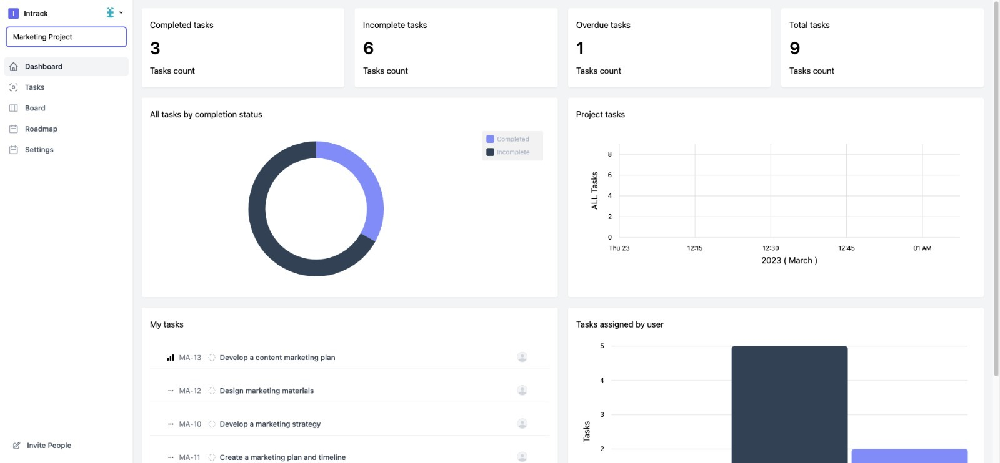 I Intrack
Marketing Project
Dashboard
Tasks
Board
Roadmap
Settings
Invite People
Completed tasks
3
Tasks count
Incomplete tasks
6
Tasks count
Overdue tasks
1
Tasks count
Total tasks
9
Tasks count
All tasks by completion status
Completed
Incomplete
Project tasks
ALL Tasks
8
6
4
2
0
Thu 23 12:15 12:30 12:45 01 AM
2023 ( March )
My tasks
MA-13 Develop a content marketing plan
MA-12 Design marketing materials
MA-10 Develop a marketing strategy
MA-11 Create a marketing plan and timeline
Tasks assigned by user
Tasks
5
4
3
2